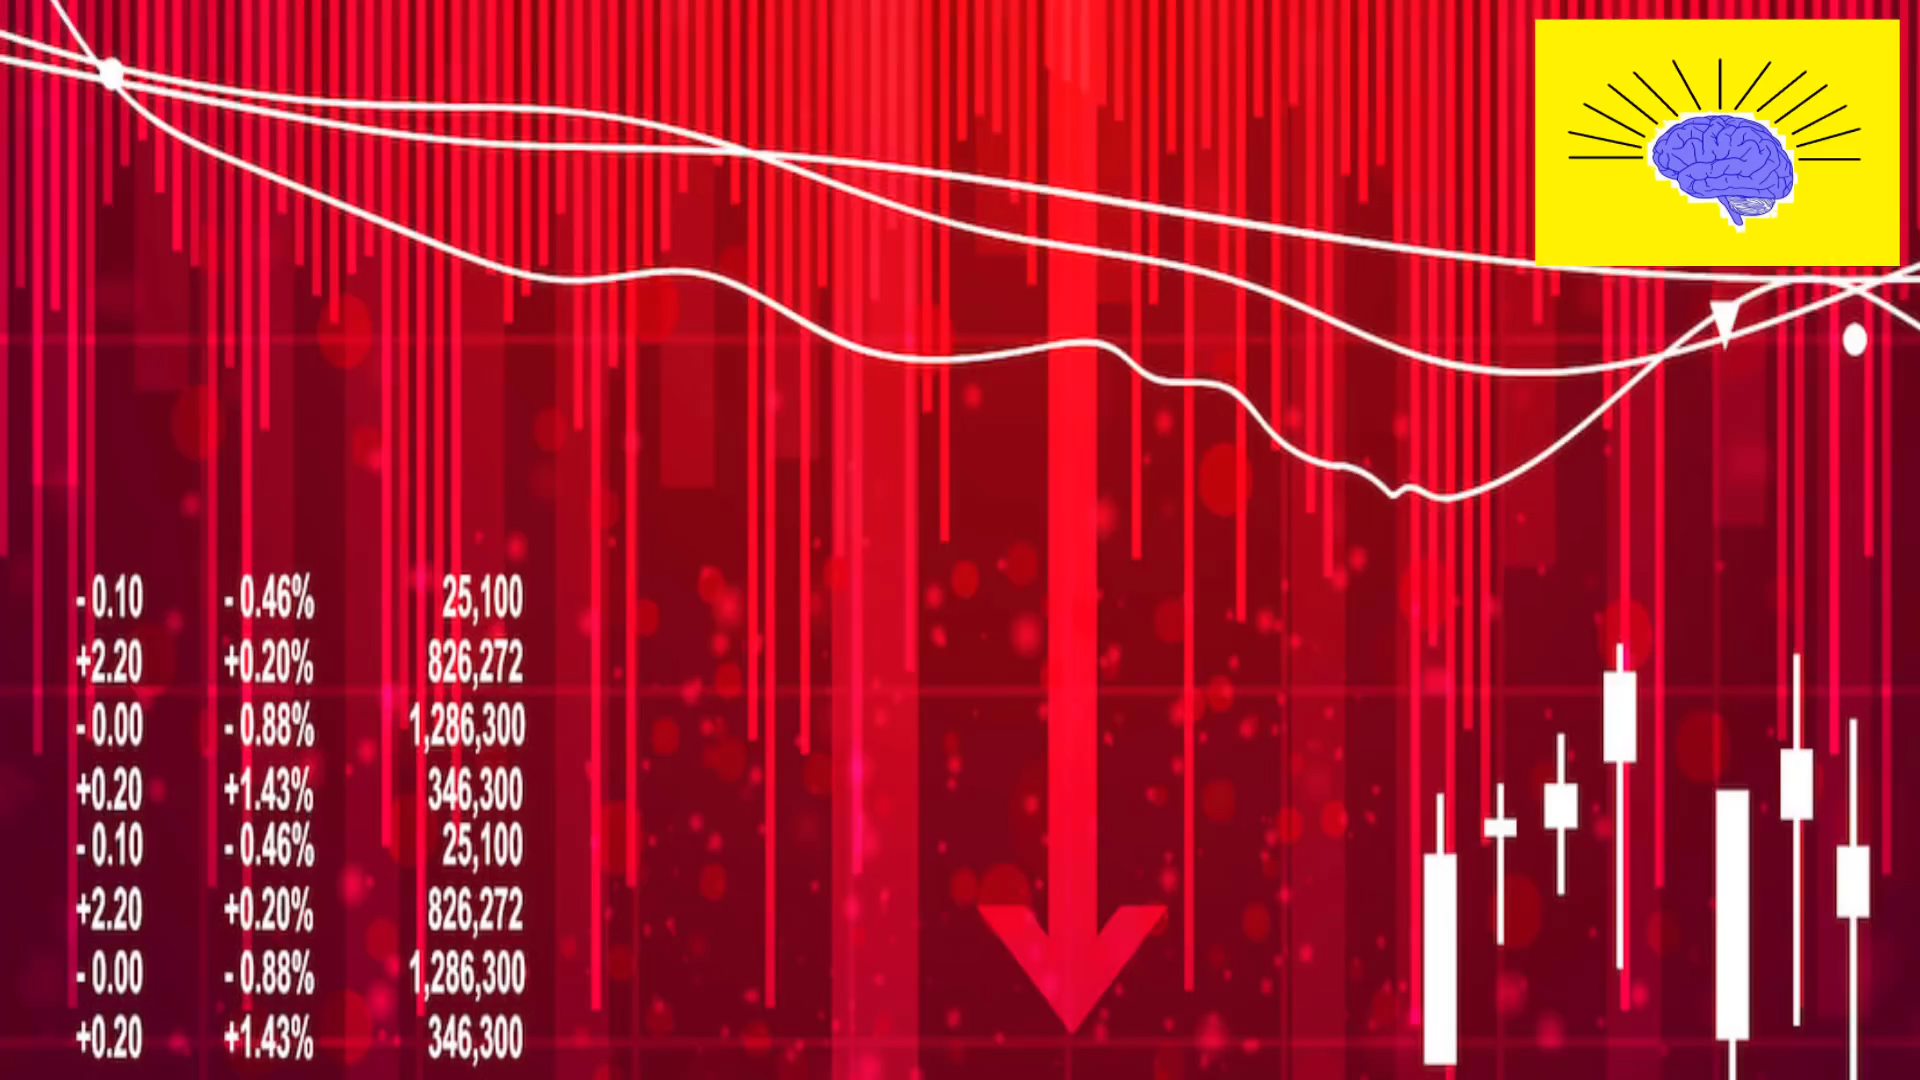 - 0.10 - 0.46% 25,100
+2.20 +0.20% 826,272
- 0.00 - 0.88% 1,286,300
+0.20 +1.43% 346,300
- 0.10 - 0.46% 25,100
+2.20 +0.20% 826,272
- 0.00 - 0.88% 1,286,300
+0.20 +1.43% 346,300